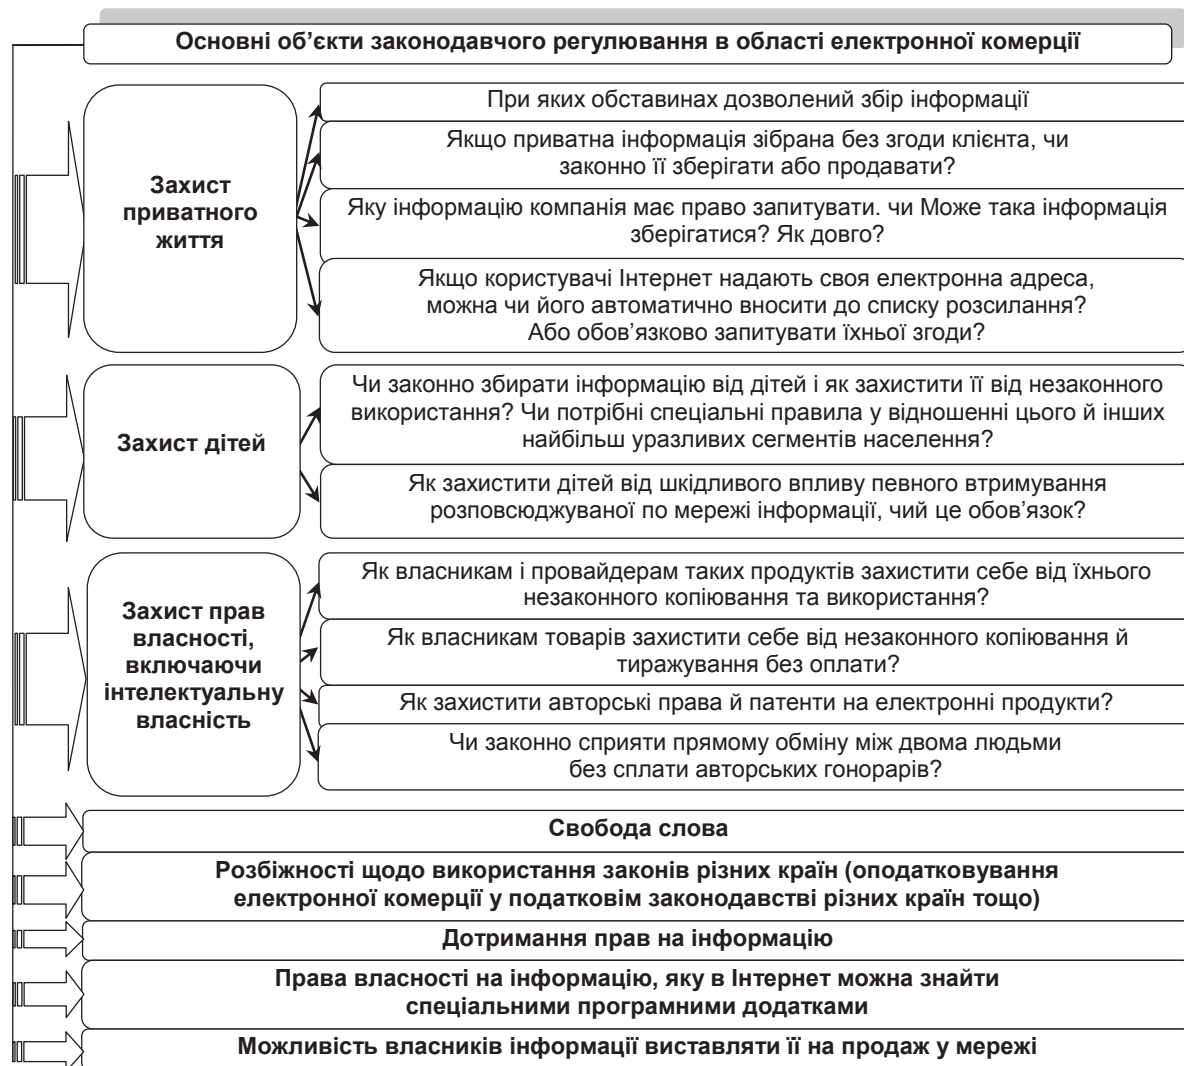 Основні об’єкти законодавчого регулювання в області електронної комерції
Захист
приватного
життя
При яких обставинах дозволений збір інформації
Якщо приватна інформація зібрана без згоди клієнта, чи
законно її зберігати або продавати?
Яку інформацію компанія має право запитувати. чи Може така інформація
зберігатися? Як довго?
Якщо користувачі Інтернет надають своя електронна адреса,
можна чи його автоматично вносити до списку розсилання?
Або обов’язково запитувати їхньої згоди?
Захист дітей
Чи законно збирати інформацію від дітей і як захистити її від незаконного
використання? Чи потрібні спеціальні правила у відношенні цього й інших
найбільш уразливих сегментів населення?
Як захистити дітей від шкідливого впливу певного втримування
розповсюджуваної по мережі інформації, чий це обов’язок?
Захист прав
власності,
включаючи
інтелектуальну
власність
Як власникам і провайдерам таких продуктів захистити себе від їхнього
незаконного копіювання та використання?
Як власникам товарів захистити себе від незаконного копіювання й
тиражування без оплати?
Як захистити авторські права й патенти на електронні продукти?
Чи законно сприяти прямому обміну між двома людьми
без сплати авторських гонорарів?
Свобода слова
Розбіжності щодо використання законів різних країн (оподатковування
електронної комерції у податковім законодавстві різних країн тощо)
Дотримання прав на інформацію
Права власності на інформацію, яку в Інтернет можна знайти
спеціальними програмними додатками
Можливість власників інформації виставляти її на продаж у мережі